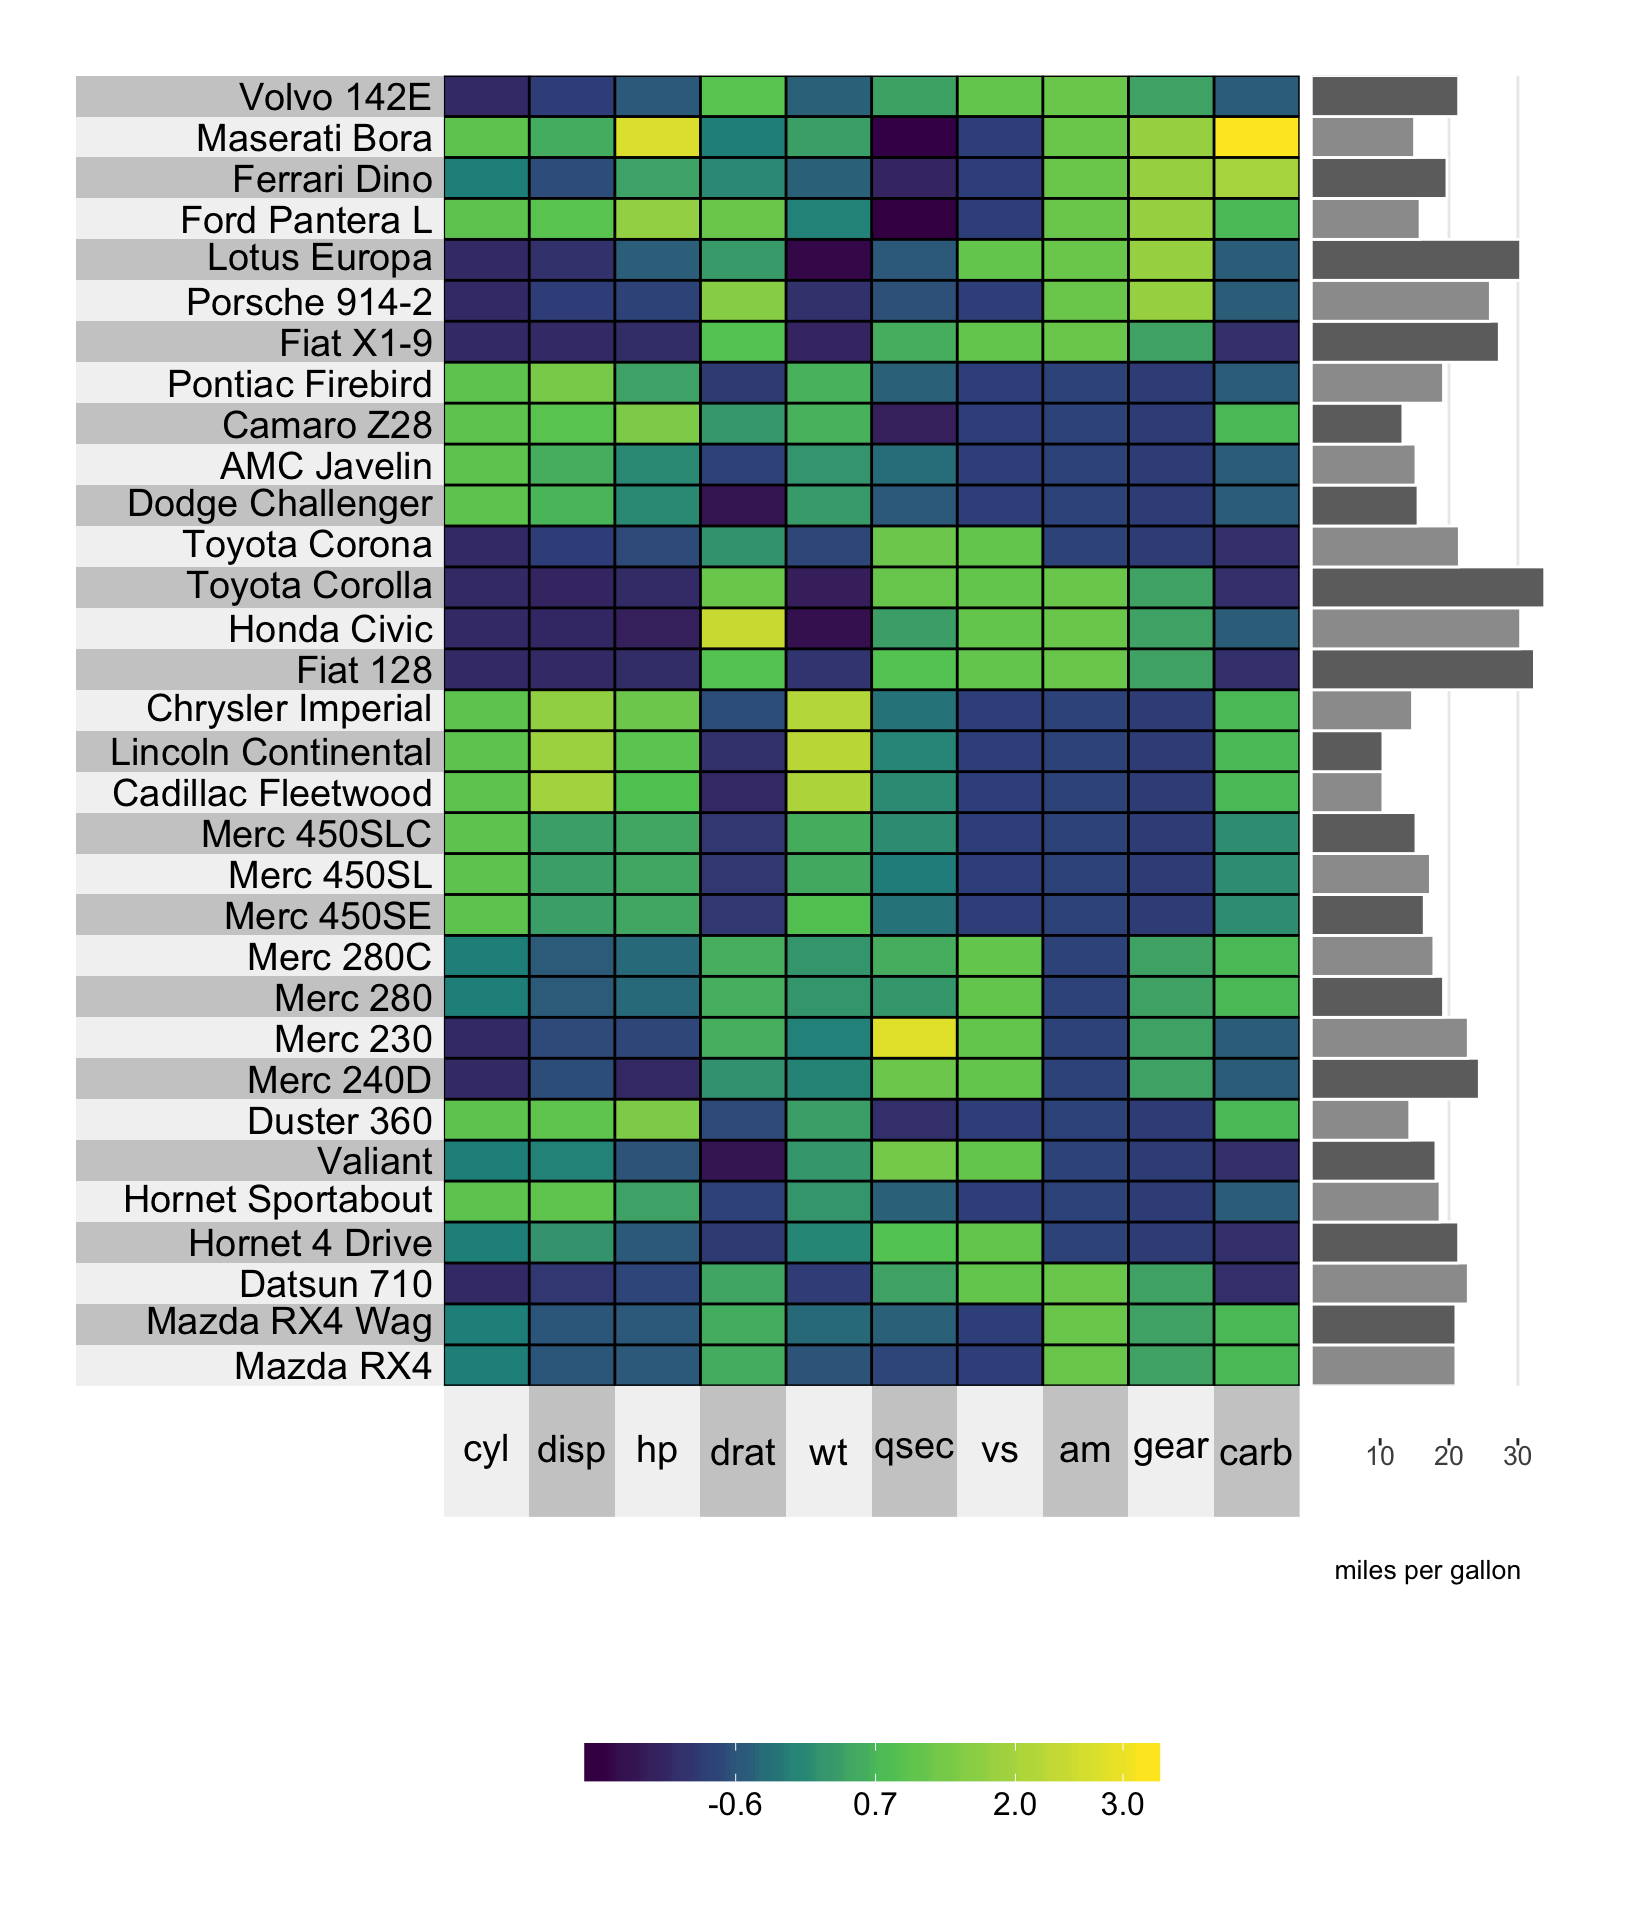 Volvo 142E
Maserati Bora
Ferrari Dino
Ford Pantera L
Lotus Europa
Porsche 914-2
Fiat X1-9
Pontiac Firebird
Camaro Z28
AMC Javelin
Dodge Challenger
Toyota Corona
Toyota Corolla
Honda Civic
Fiat 128
Chrysler Imperial
Lincoln Continental
Cadillac Fleetwood
Merc 450SLC
Merc 450SL
Merc 450SE
Merc 280C
Merc 280
Merc 230
Merc 240D
Duster 360
Valiant
Hornet Sportabout
Hornet 4 Drive
Datsun 710
Mazda RX4 Wag
Mazda RX4
cyl disp hp drat wt qsec vs am gear carb
10 20 30
miles per gallon
-0.6 0.7 2.0 3.0